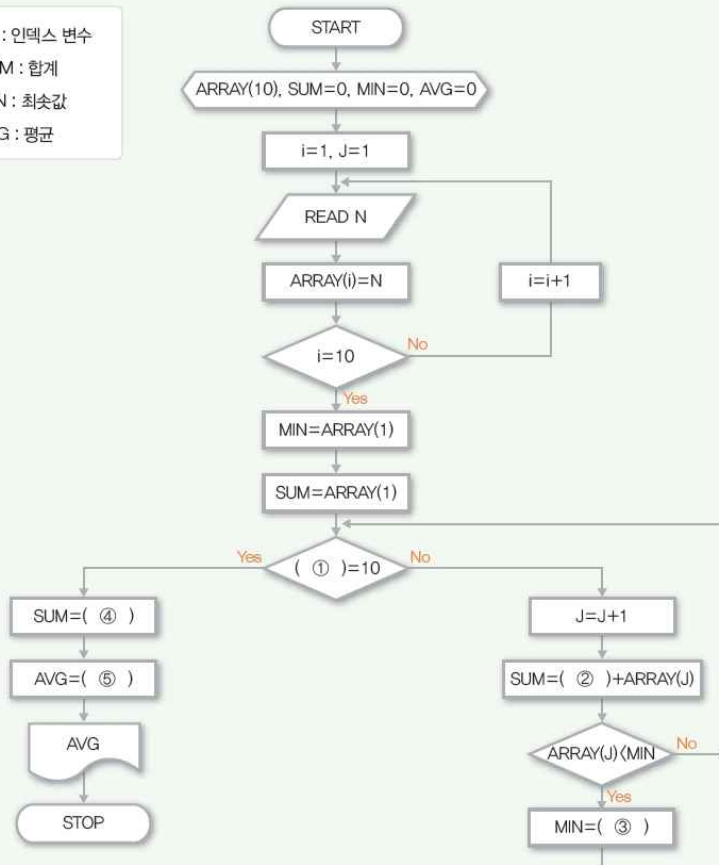 : 인덱스 변수
M : 합계
N : 최솟값
G : 평균
START
ARRAY(10), SUM=0, MIN=0, AVG=0
i=1, J=1
READ N
ARRAY(i)=N
i=i+1
i=10
No
Yes
MIN=ARRAY(1)
SUM=ARRAY(1)
( ① )=10
Yes
No
SUM=( ④ )
AVG=( ⑤ )
AVG
STOP
J=J+1
SUM=( ② )+ARRAY(J)
ARRAY(J)<MIN
No
Yes
MIN=( ③ )